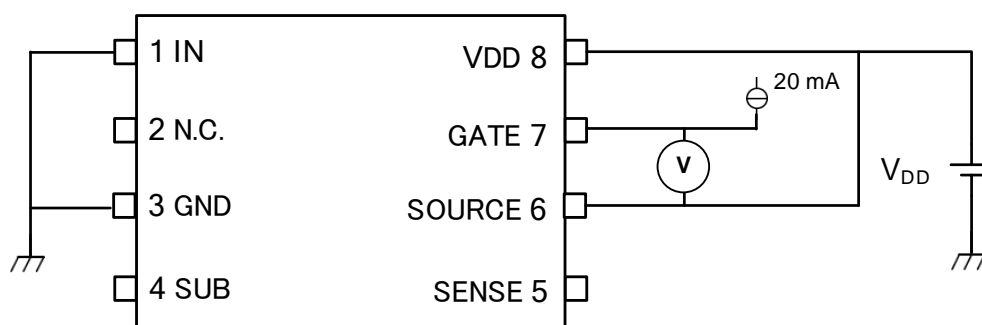 1 IN
2 N.C.
3 GND
4 SUB
VDD 8
GATE 7
SOURCE 6
SENSE 5
20 mA
V
VDD